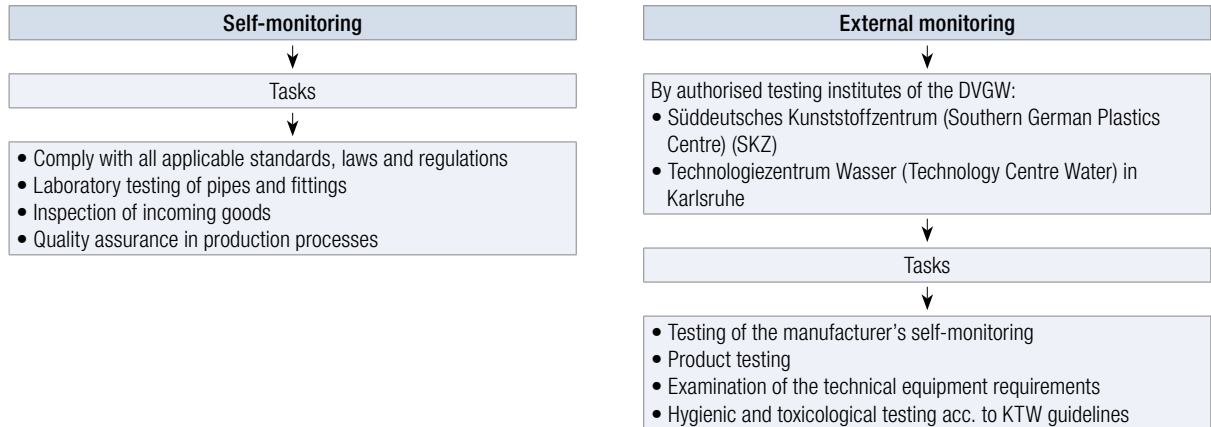 Self-monitoring
Tasks
• Comply with all applicable standards, laws and regulations
• Laboratory testing of pipes and fittings
• Inspection of incoming goods
• Quality assurance in production processes
External monitoring
By authorised testing institutes of the DVGW:
• Süddeutsches Kunststoffzentrum (Southern German Plastics
Centre) (SKZ)
• Technologiezentrum Wasser (Technology Centre Water) in
Karlsruhe
Tasks
• Testing of the manufacturer’s self-monitoring
• Product testing
• Examination of the technical equipment requirements
• Hygienic and toxicological testing acc. to KTW guidelines